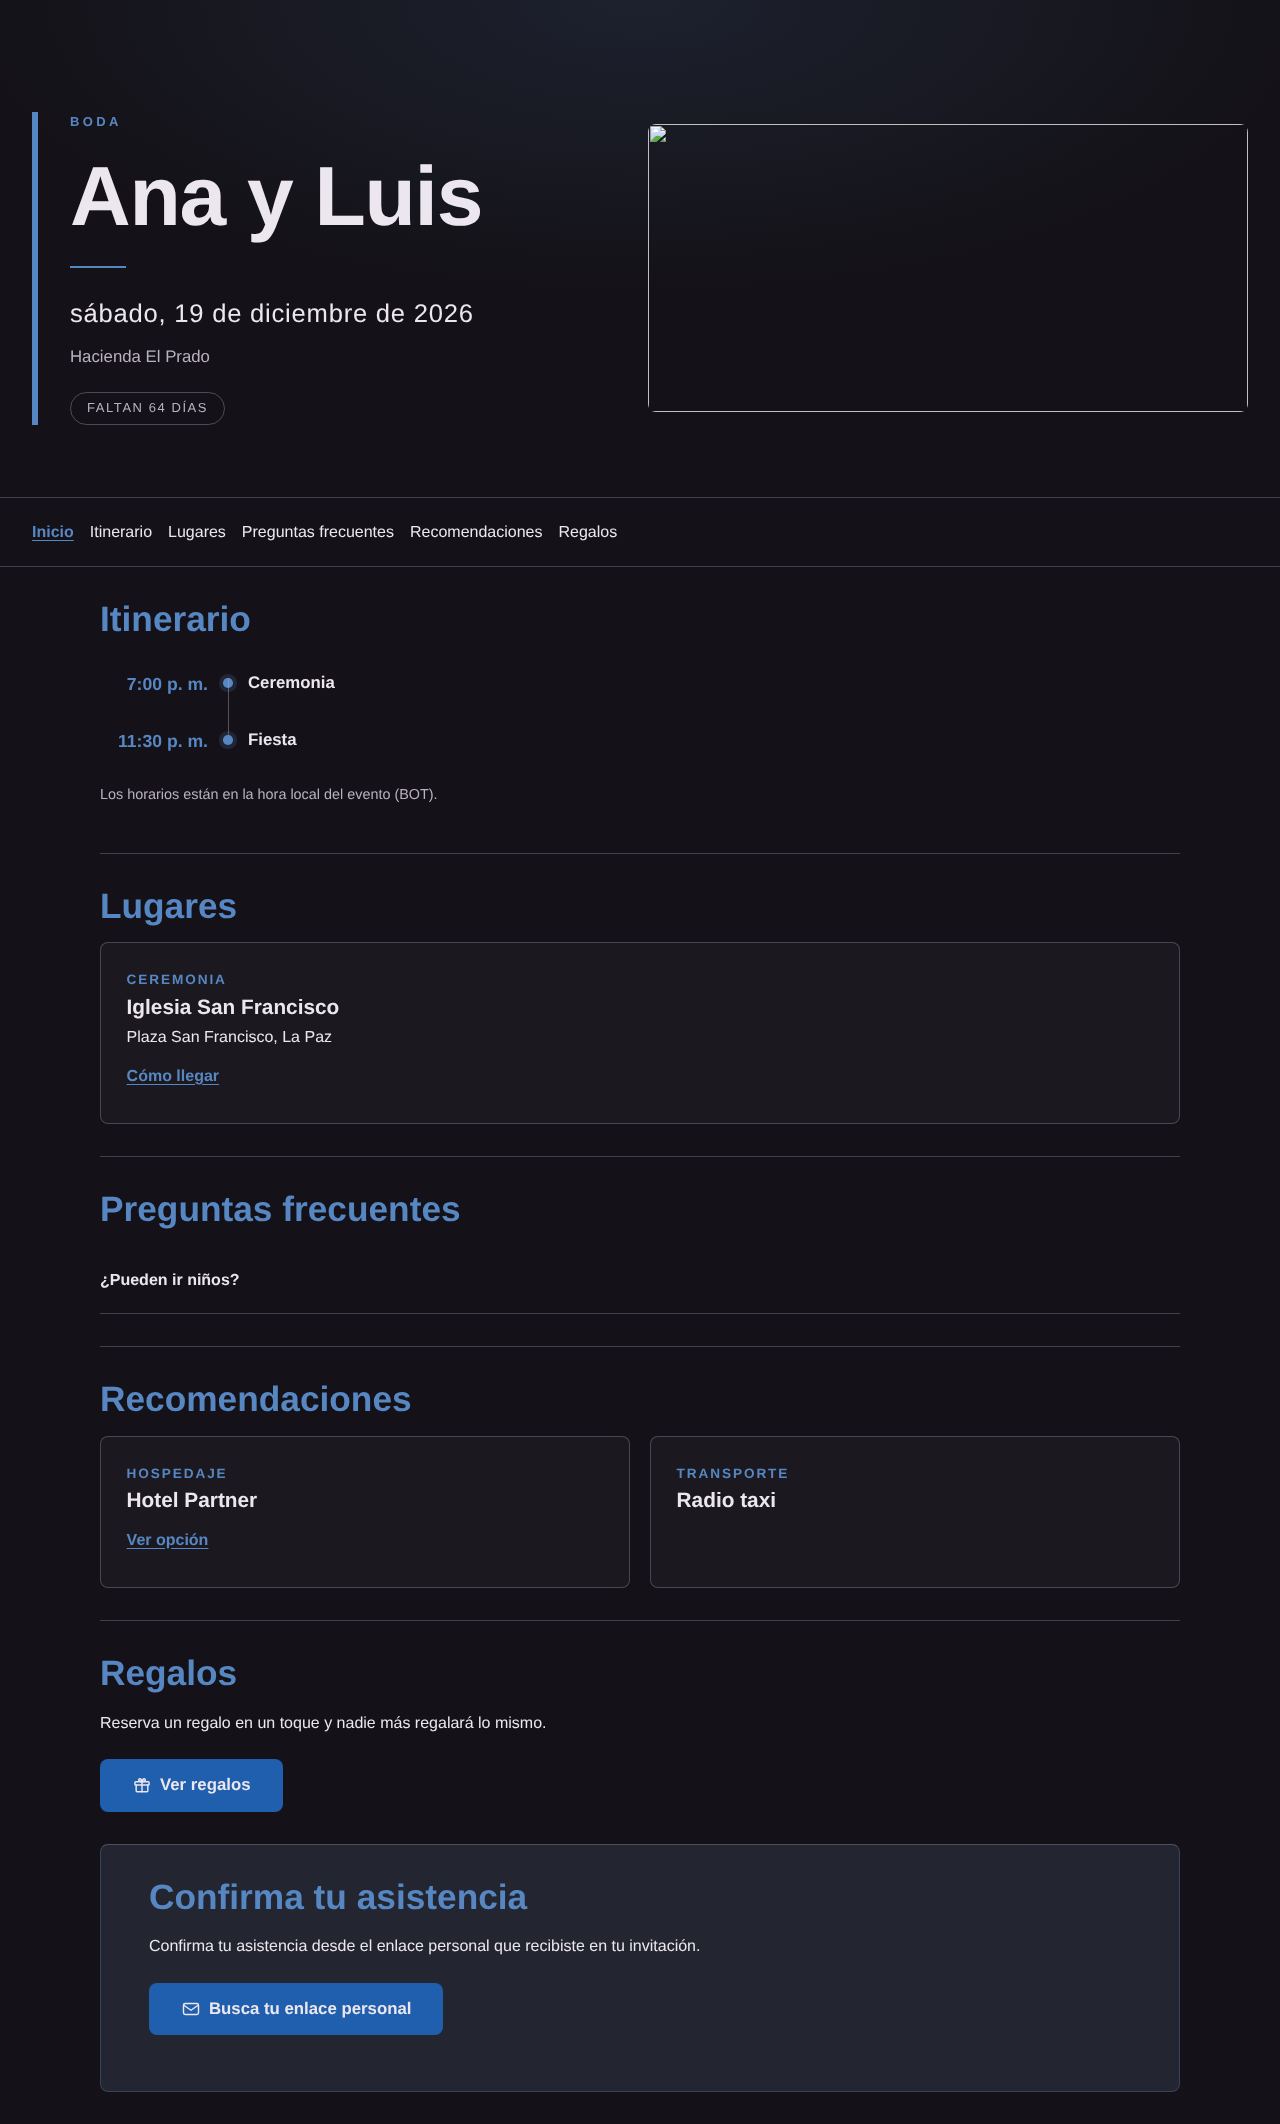 BODA
Ana y Luis
sábado, 19 de diciembre de 2026
Hacienda El Prado
FALTAN 64 DÍAS
Inicio Itinerario Lugares Preguntas frecuentes Recomendaciones Regalos
Itinerario
7:00 p. m. Ceremonia
11:30 p. m. Fiesta
Los horarios están en la hora local del evento (BOT).
Lugares
CEREMONIA
Iglesia San Francisco
Plaza San Francisco, La Paz
Cómo llegar
Preguntas frecuentes
¿Pueden ir niños?
Recomendaciones
HOSPEDAJE
Hotel Partner
Ver opción
TRANSPORTE
Radio taxi
Regalos
Reserva un regalo en un toque y nadie más regalará lo mismo.
Ver regalos
Confirma tu asistencia
Confirma tu asistencia desde el enlace personal que recibiste en tu invitación.
Busca tu enlace personal